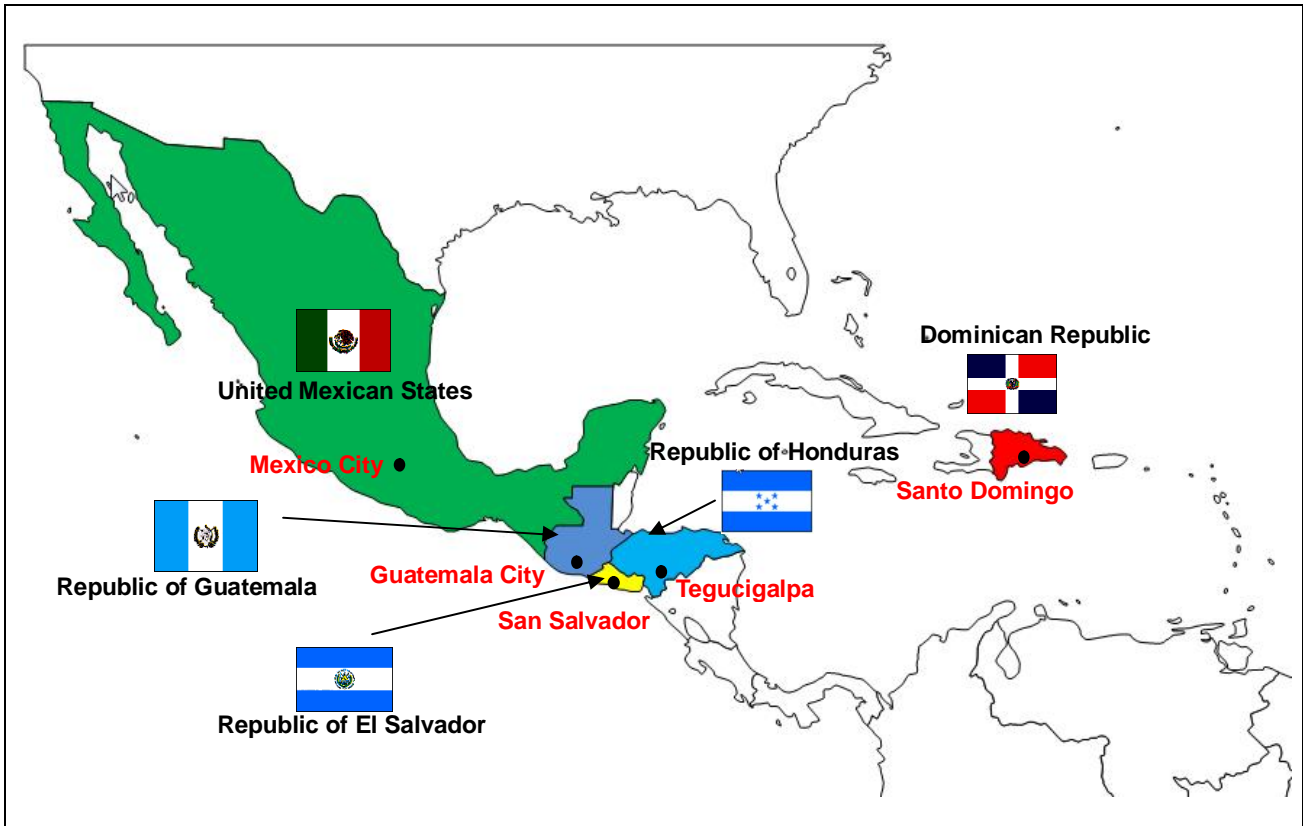 Dominican Republic
United Mexican States
Republic of Honduras
Mexico City
Santo Domingo
Guatemala City
Republic of Guatemala
Tegucigalpa
San Salvador
Republic of El Salvador